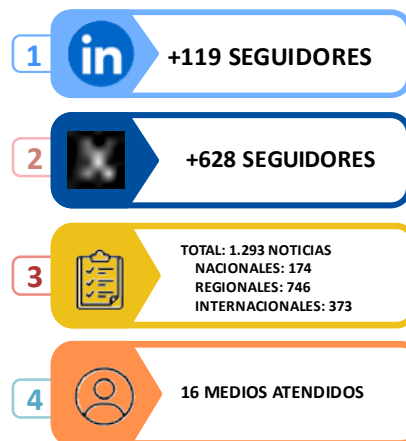 1
in
+119 SEGUIDORES
2
X
+628 SEGUIDORES
3
TOTAL: 1.293 NOTICIAS
NACIONALES: 174
REGIONALES: 746
INTERNACIONALES: 373
4
16 MEDIOS ATENDIDOS